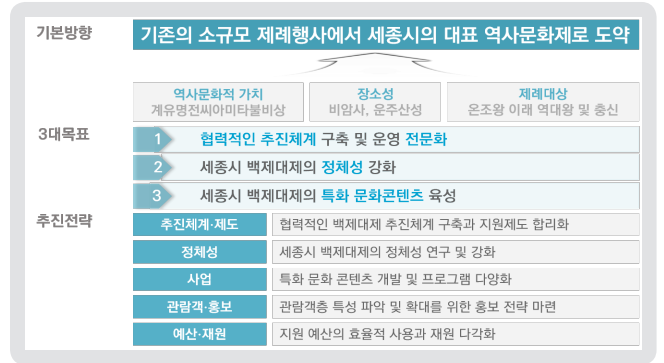 기본방향
기존의 소규모 제례행사에서 세종시의 대표 역사문화제로 도약
역사문화적 가치
계유명전씨아미타불비상
장소성
비암사, 운주산성
제례대상
온조왕 이래 역대왕 및 충신
3대목표
1 협력적인 추진체계 구축 및 운영 전문화
2 세종시 백제대제의 정체성 강화
3 세종시 백제대제의 특화 문화콘텐츠 육성
추진전략
추진체계·제도 협력적인 백제대제 추진체계 구축과 지원제도 합리화
정체성 세종시 백제대제의 정체성 연구 및 강화
사업 특화 문화 콘텐츠 개발 및 프로그램 다양화
관람객·홍보 관람객층 특성 파악 및 확대를 위한 홍보 전략 마련
예산·재원 지원 예산의 효율적 사용과 재원 다각화